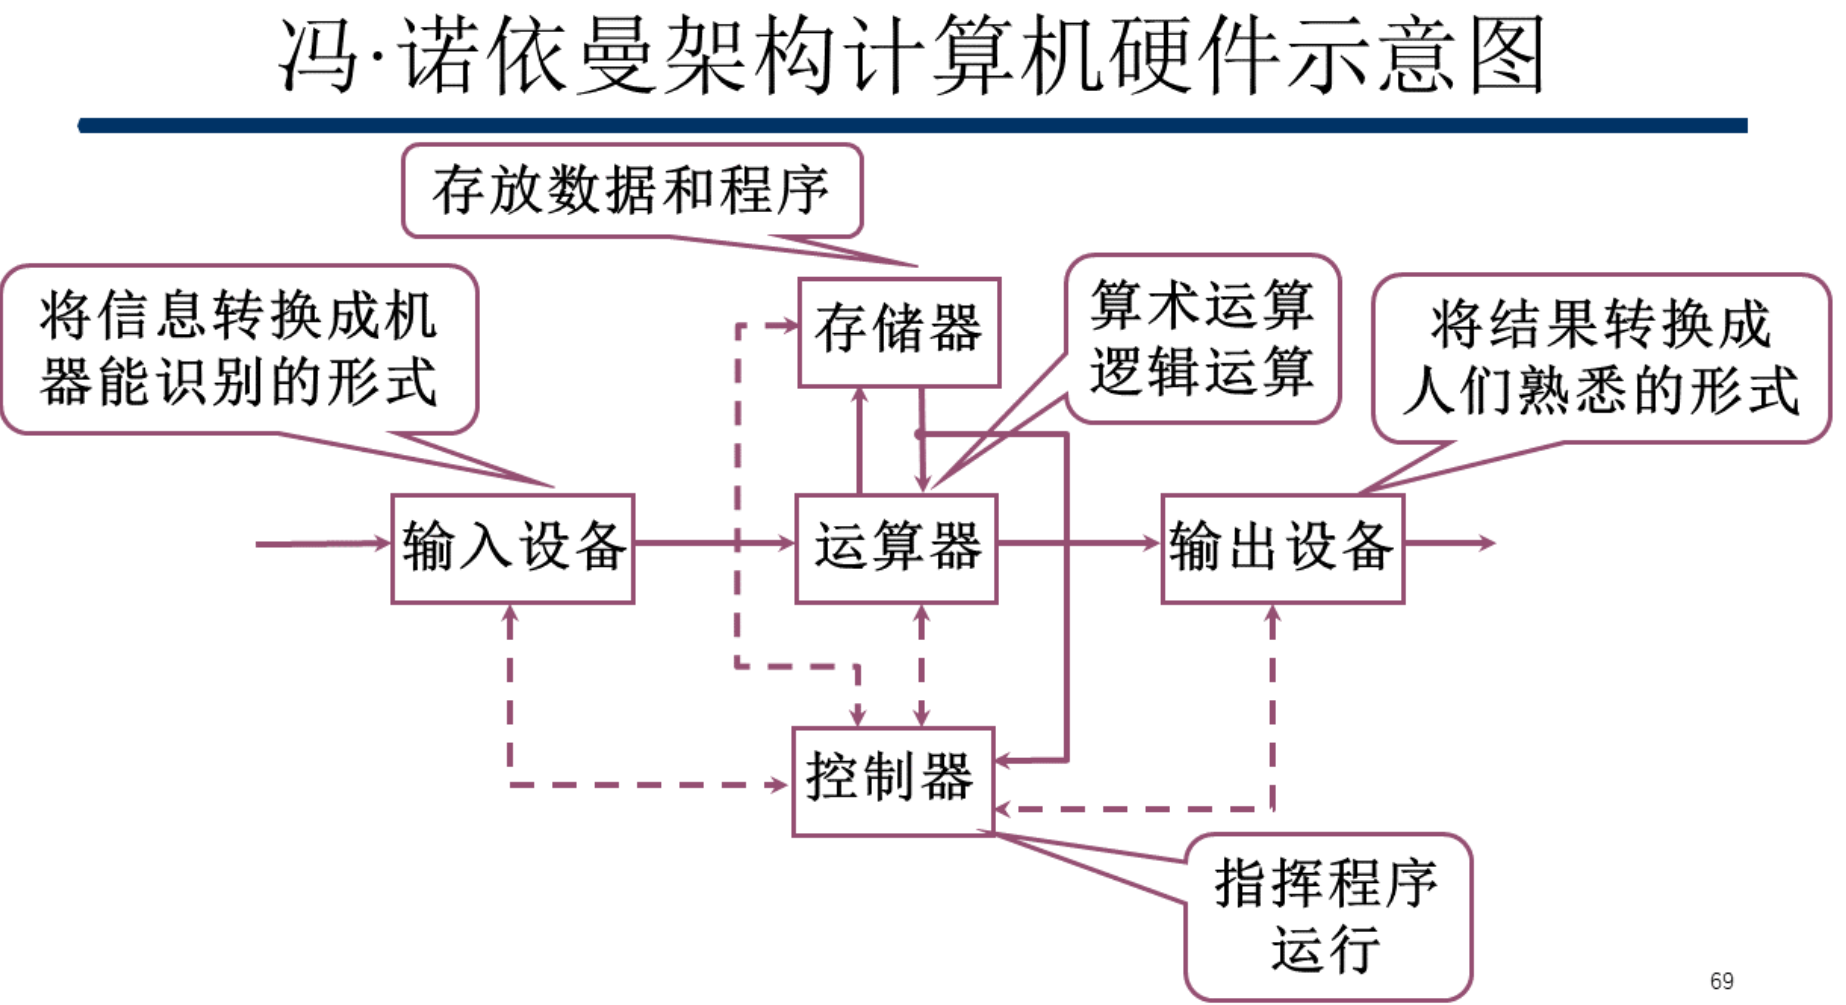 冯·诺依曼架构计算机硬件示意图
存放数据和程序
将信息转换成机
器能识别的形式
存储器
算术运算
逻辑运算
将结果转换成
人们熟悉的形式
输入设备
运算器
输出设备
控制器
指挥程序
运行
69